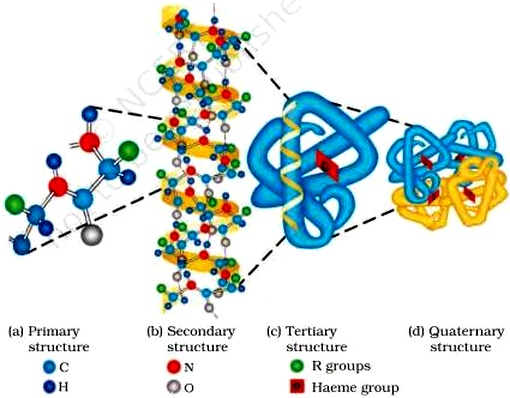 (a) Primary structure
(b) Secondary structure
(c) Tertiary structure
(d) Quaternary structure
C
N
R groups
H
O
Haeme group